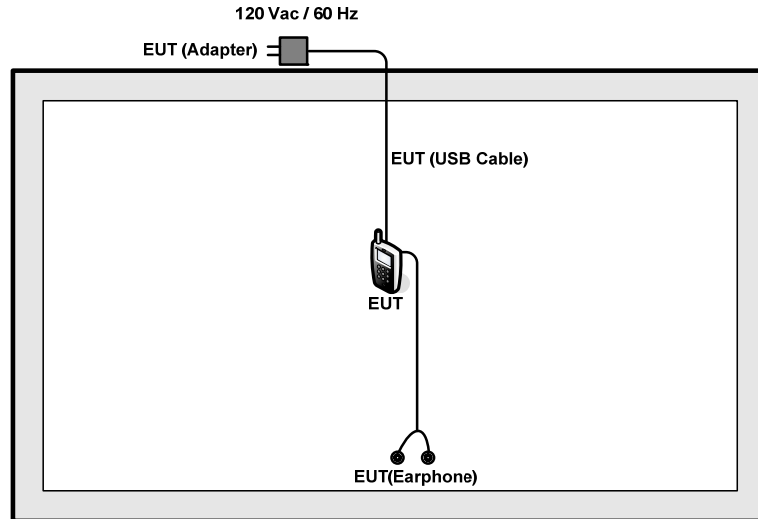 120 Vac / 60 Hz
EUT (Adapter)
EUT (USB Cable)
EUT
EUT(Earphone)